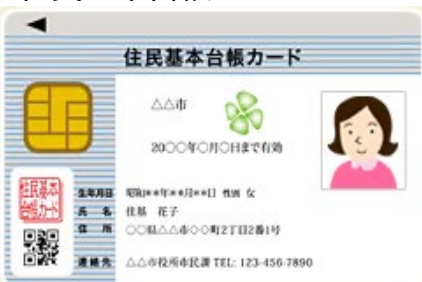 住民基本台帳カード
△△市
20○○年○月○日まで有効
住民基本
台帳カード
生年月日 昭和**年**月**日 性別 女
氏 名 住基 花子
住 所 ○○県△△市○○町2丁目2番1号
連絡先 △△市役所市民課 TEL: 123-456-7890